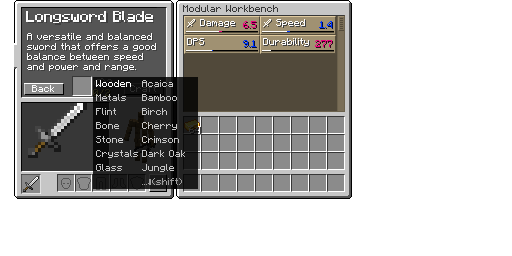 Longsword Blade
A versatile and balanced
sword that offers a good
balance between speed
and power and range.
Back
Wooden Acaica
Metals Bamboo
Flint Birch
Bone Cherry
Stone Crimson
Crystals Dark Oak
Glass Jungle
(shift)
Modular Workbench
Damage 6.5
Speed 1.4
DPS 9.1
Durability 277